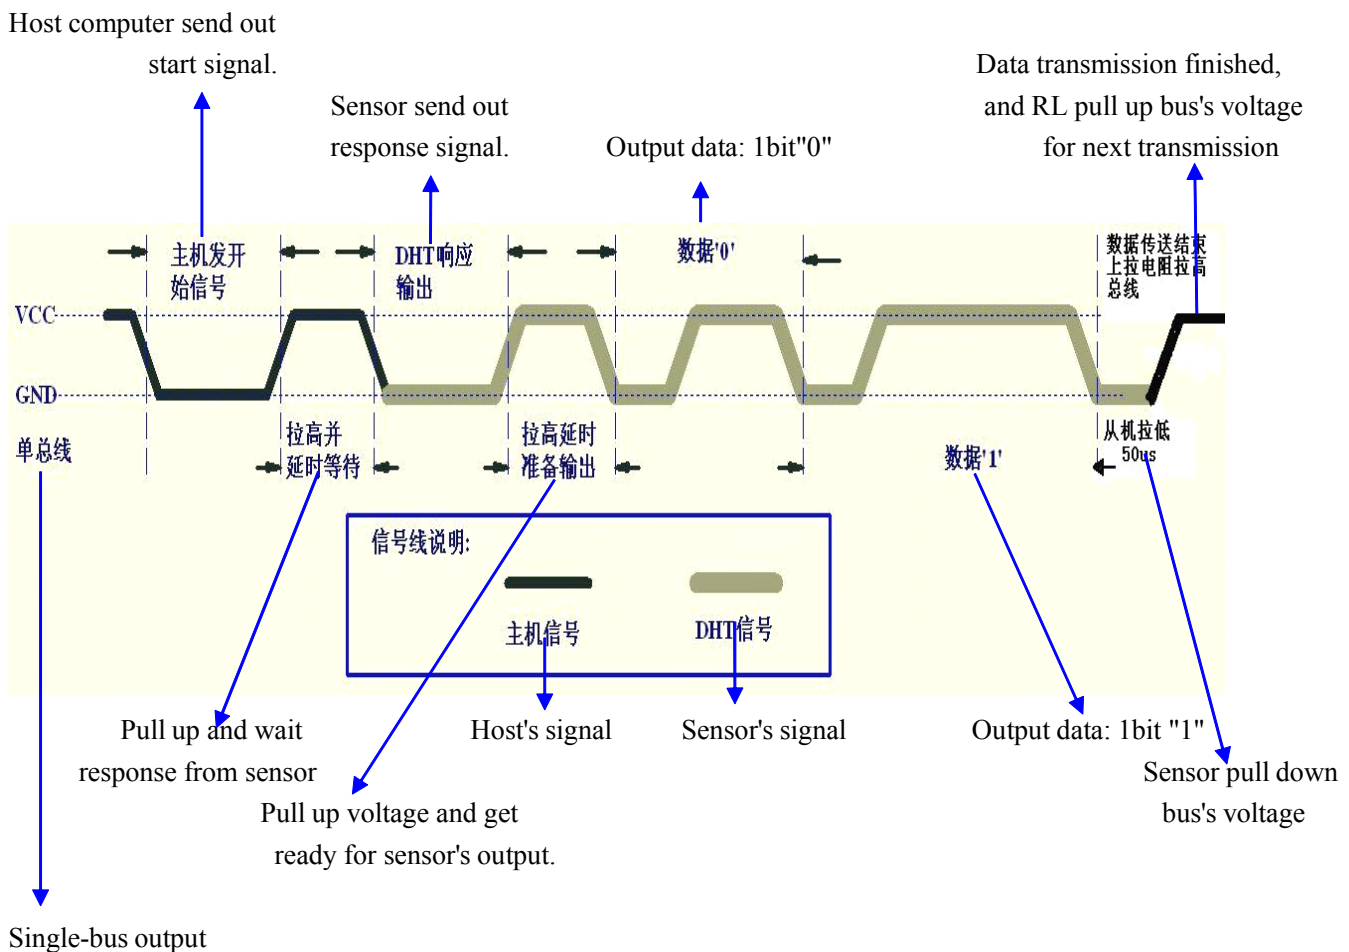 Host computer send out
start signal.
Sensor send out
response signal.
Output data: 1bit"0"
Data transmission finished,
and RL pull up bus's voltage
for next transmission
主机发开
始信号
DHT响应
输出
数据'0'
数据传送结束
上拉电阻拉高
总线
VCC
GND
单总线
拉高并
延时等待
拉高延时
准备输出
数据'1'
从机拉低
50us
信号线说明:
主机信号
DHT信号
Pull up and wait
response from sensor
Host's signal
Sensor's signal
Output data: 1bit "1"
Sensor pull down
bus's voltage
Pull up voltage and get
ready for sensor's output.
Single-bus output